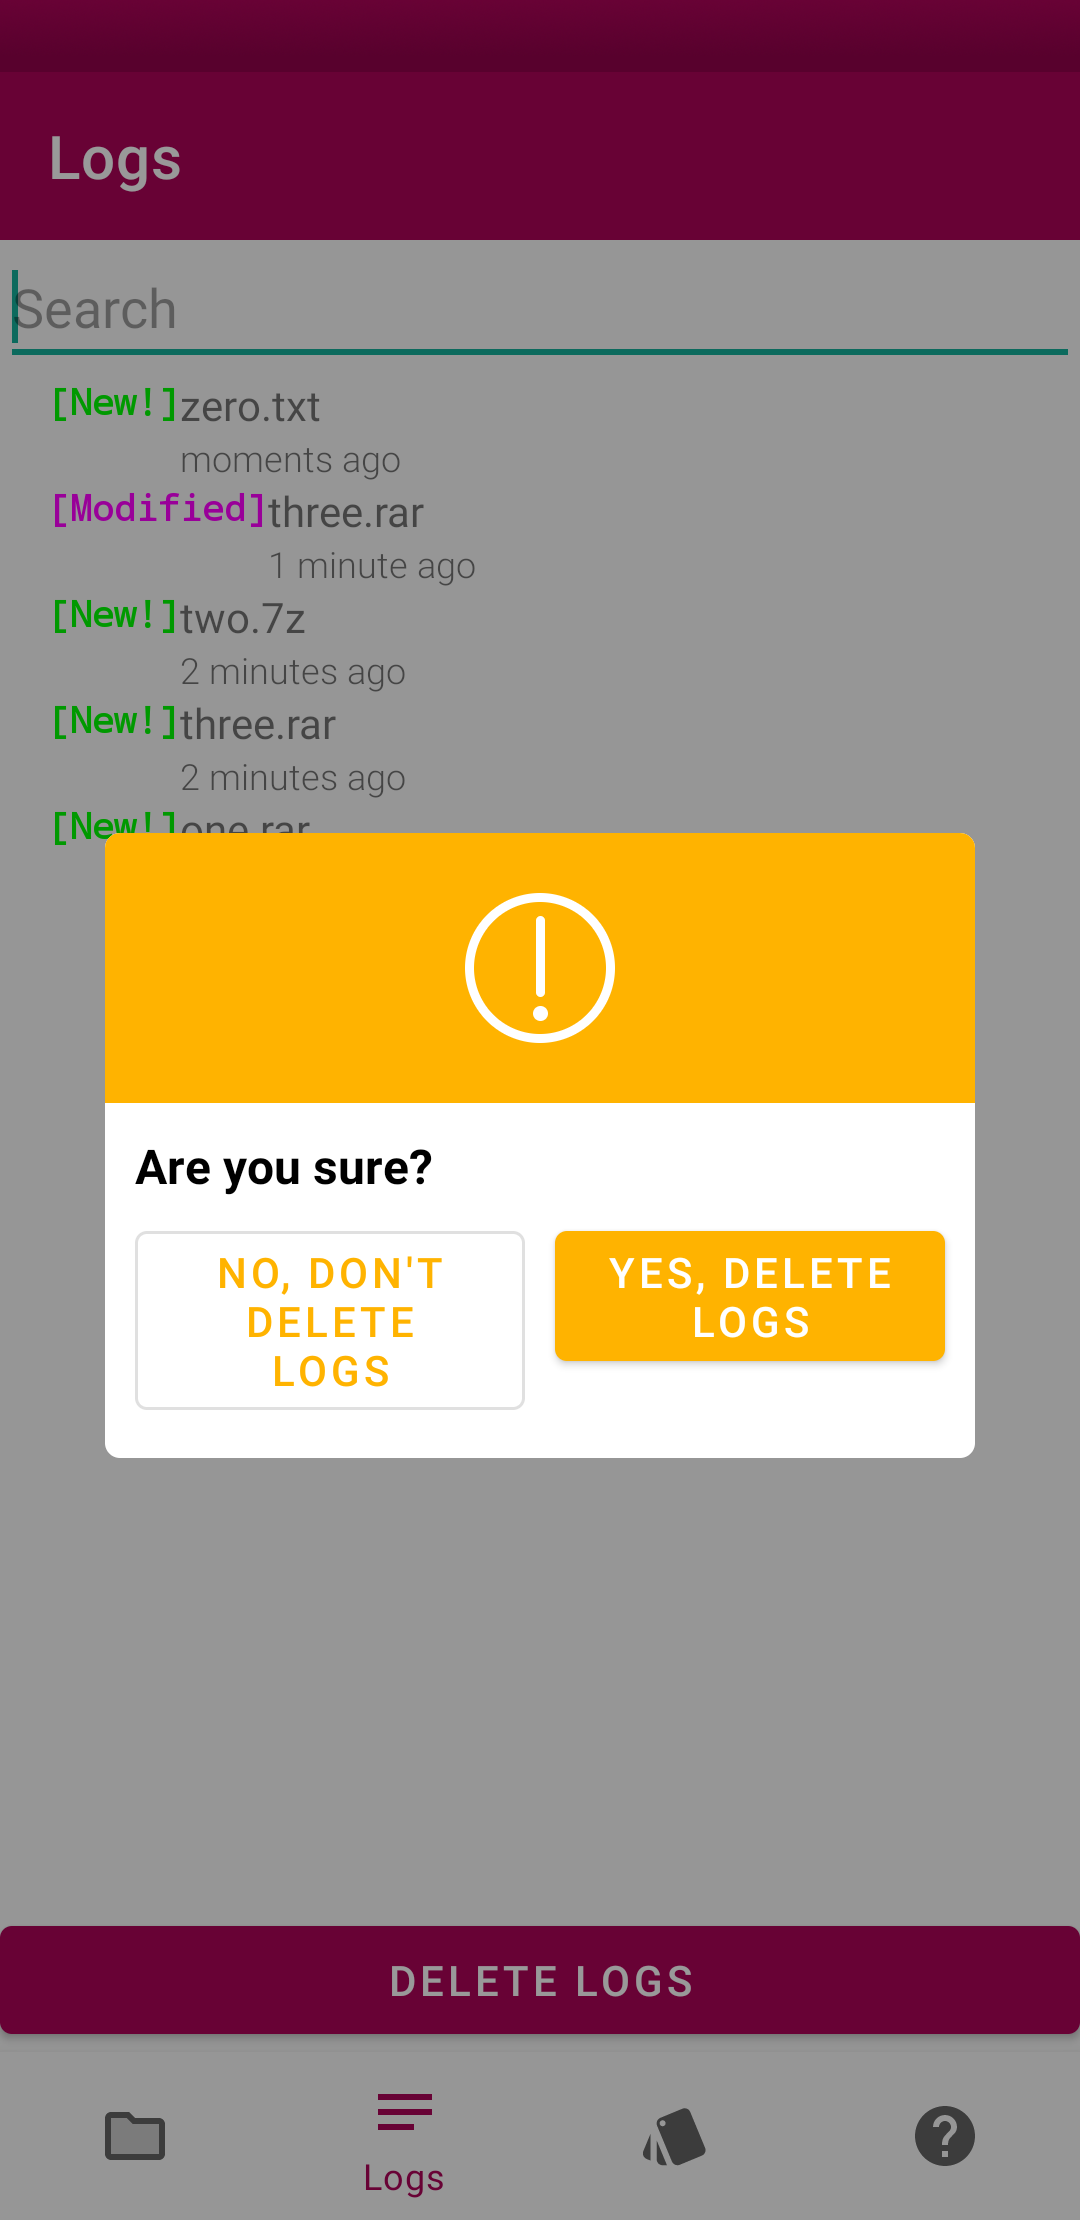 Logs
Search
[New!]zero.txt
moments ago
[Modified]three.rar
1 minute ago
[New!]two.7z
2 minutes ago
[New!]three.rar
2 minutes ago
[New!]one.rar
Are you sure?
NO, DON'T
DELETE
LOGS
YES, DELETE
LOGS
DELETE LOGS
Logs